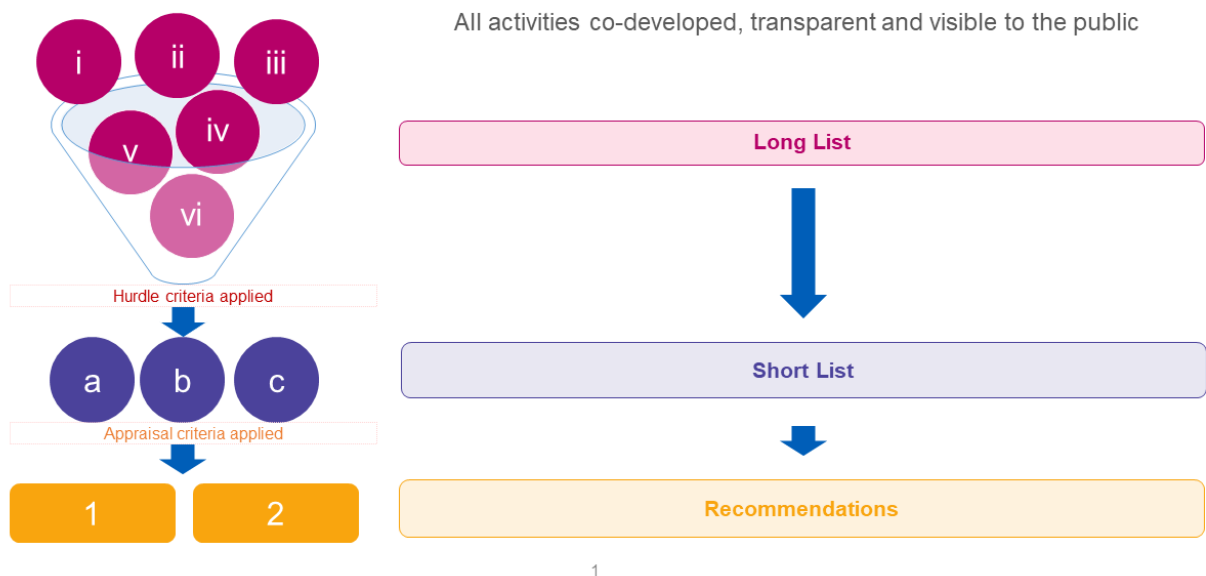 All activities co-developed, transparent and visible to the public
i
ii
iii
iv
v
vi
Long List
Hurdle criteria applied
a
b
c
Short List
Appraisal criteria applied
1
2
Recommendations
1